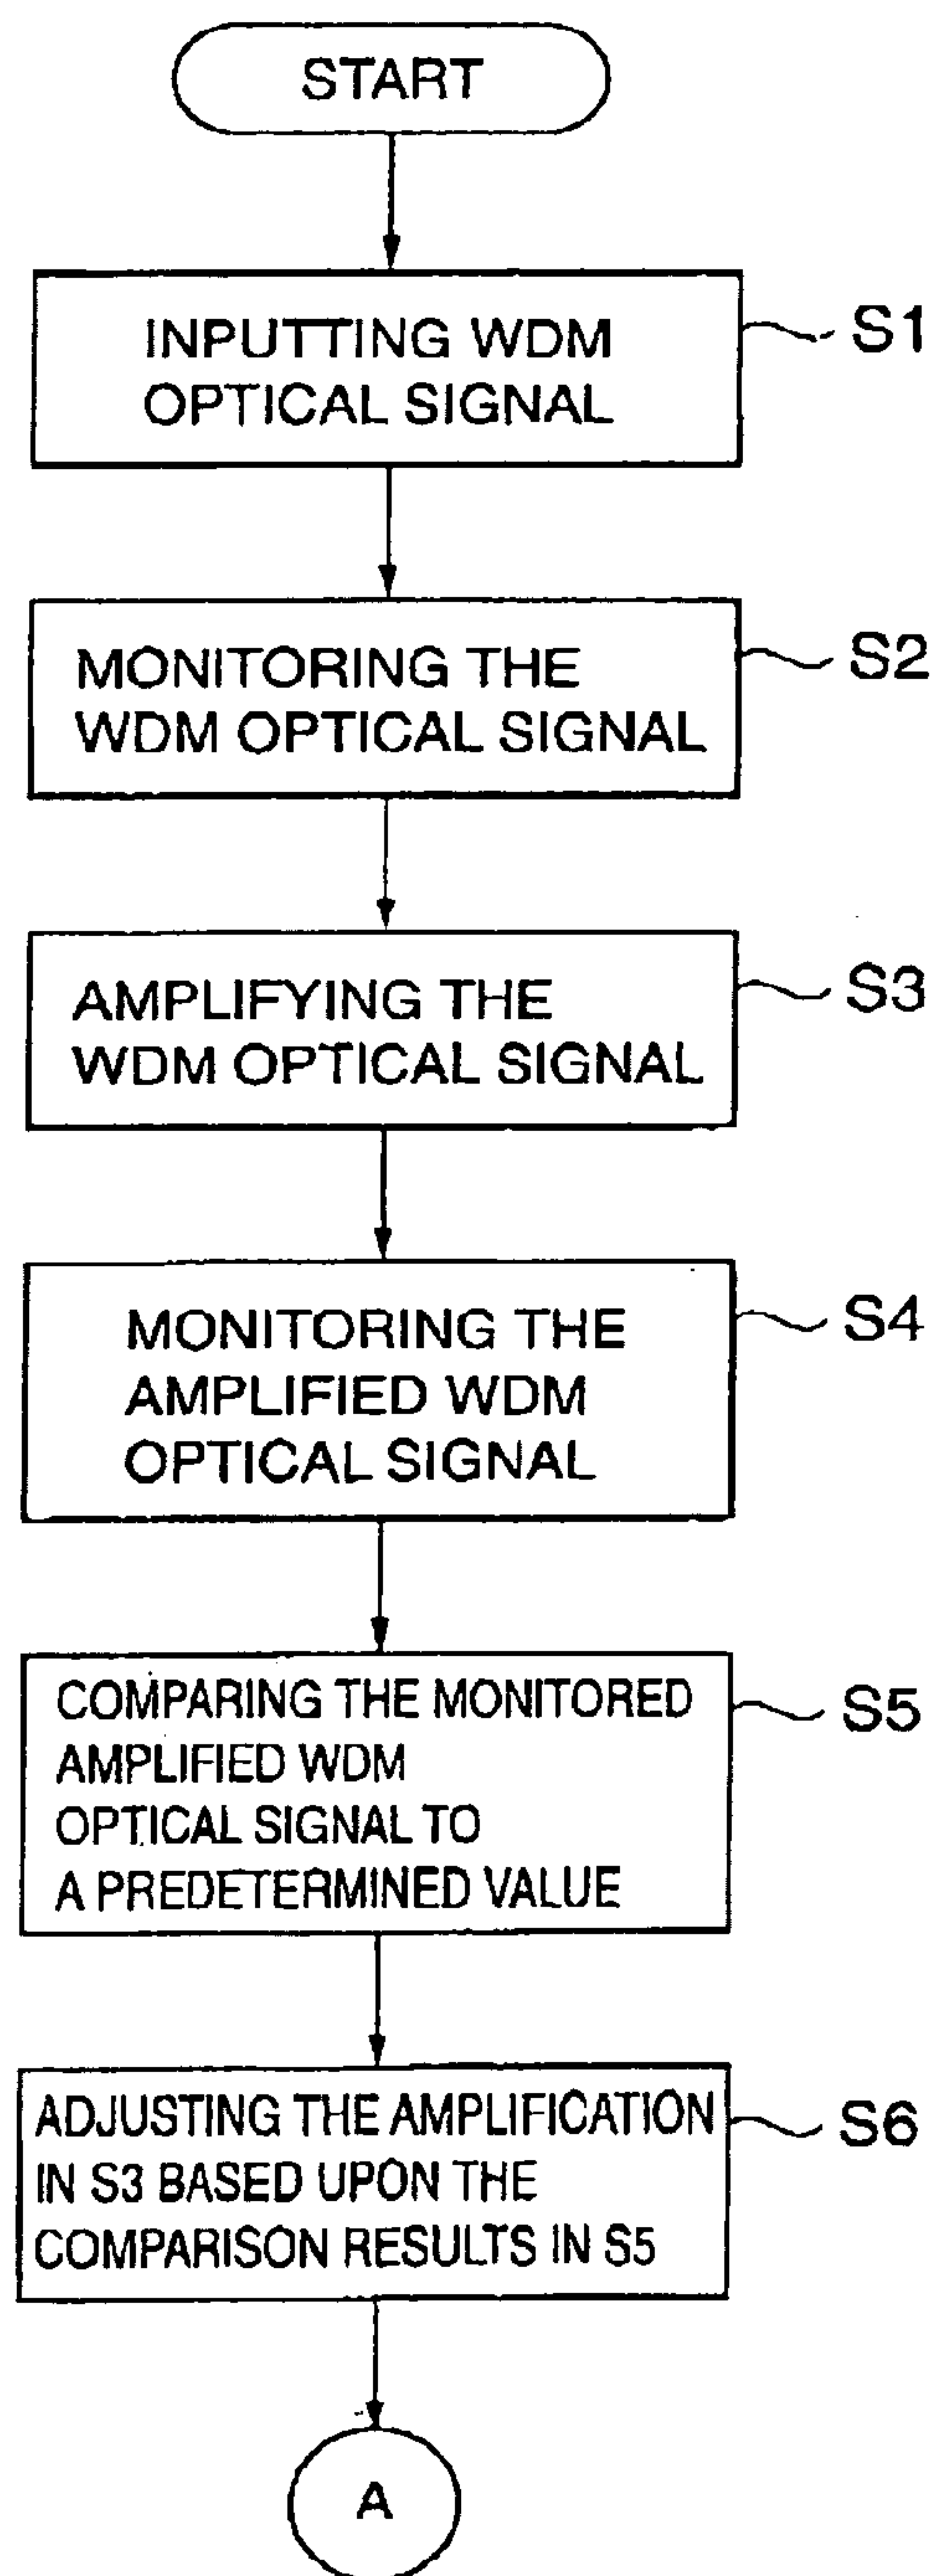 START
INPUTTING WDM
OPTICAL SIGNAL
S1
MONITORING THE
WDM OPTICAL SIGNAL
S2
AMPLIFYING THE
WDM OPTICAL SIGNAL
S3
MONITORING THE
AMPLIFIED WDM
OPTICAL SIGNAL
S4
COMPARING THE MONITORED
AMPLIFIED WDM
OPTICAL SIGNAL TO
A PREDETERMINED VALUE
S5
ADJUSTING THE AMPLIFICATION
IN S3 BASED UPON THE
COMPARISON RESULTS IN S5
S6
A